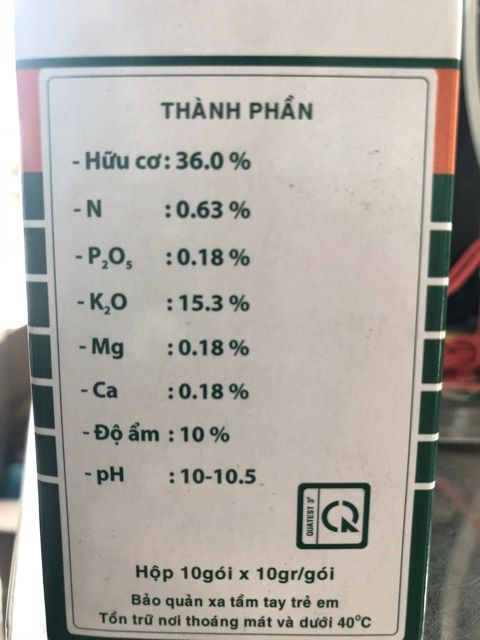 THÀNH PHẦN
- Hữu cơ : 36.0 %
- N : 0.63 %
- P₂O₅ : 0.18 %
- K₂O : 15.3 %
- Mg : 0.18 %
- Ca : 0.18 %
- Độ ẩm : 10 %
- pH : 10-10.5
QUATEST 3
Hộp 10gói x 10gr/gói
Bảo quản xa tầm tay trẻ em
Tồn trữ nơi thoáng mát và dưới 40°C